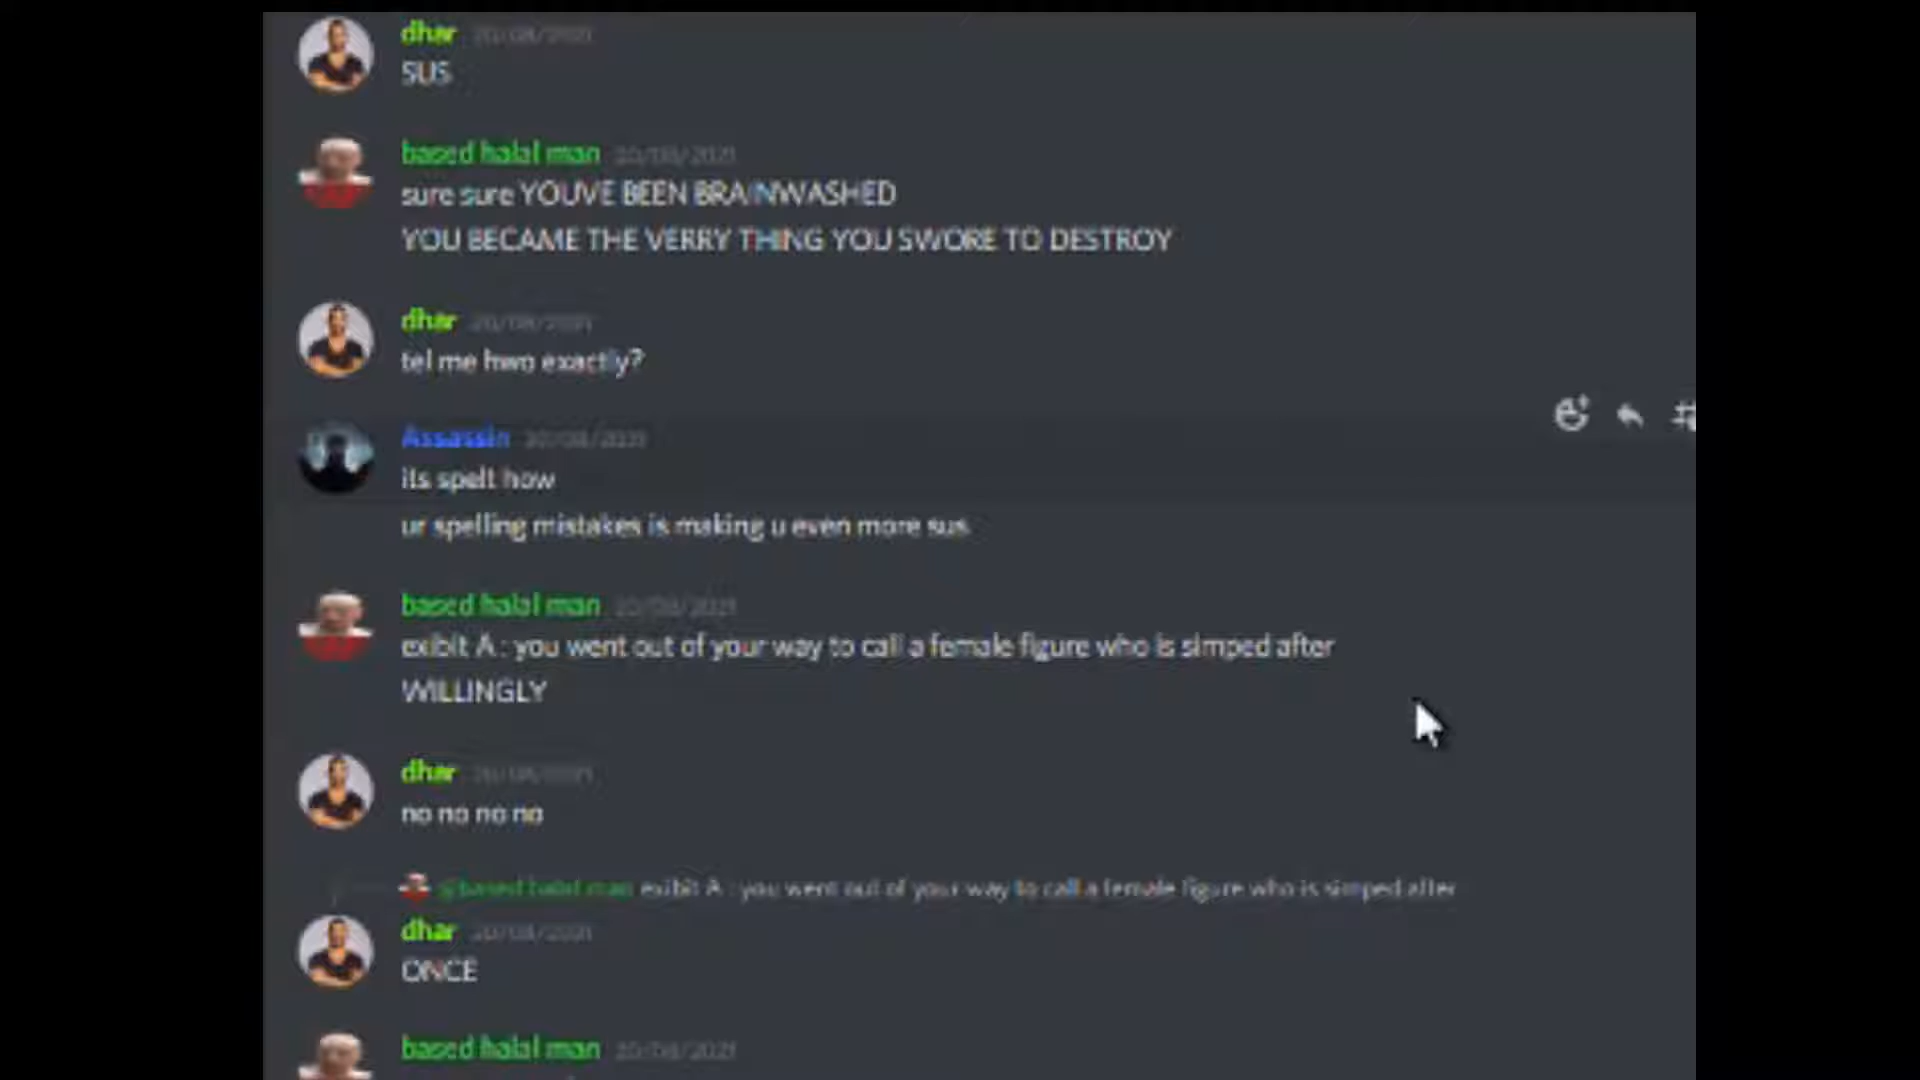 dhar 20/08/2021
SUS
based halal man 20/08/2021
sure sure YOUVE BEEN BRAINWASHED
YOU BECAME THE VERRY THING YOU SWORE TO DESTROY
dhar 20/08/2021
tel me hwo exactly?
Assassin 20/08/2021
its spelt how
ur spelling mistakes is making u even more sus
based halal man 20/08/2021
exibit A : you went out of your way to call a female figure who is simped after
WILLINGLY
dhar 20/08/2021
no no no no
@based halal man exibit A : you went out of your way to call a female figure who is simped after
dhar 20/08/2021
ONCE
based halal man 20/08/2021